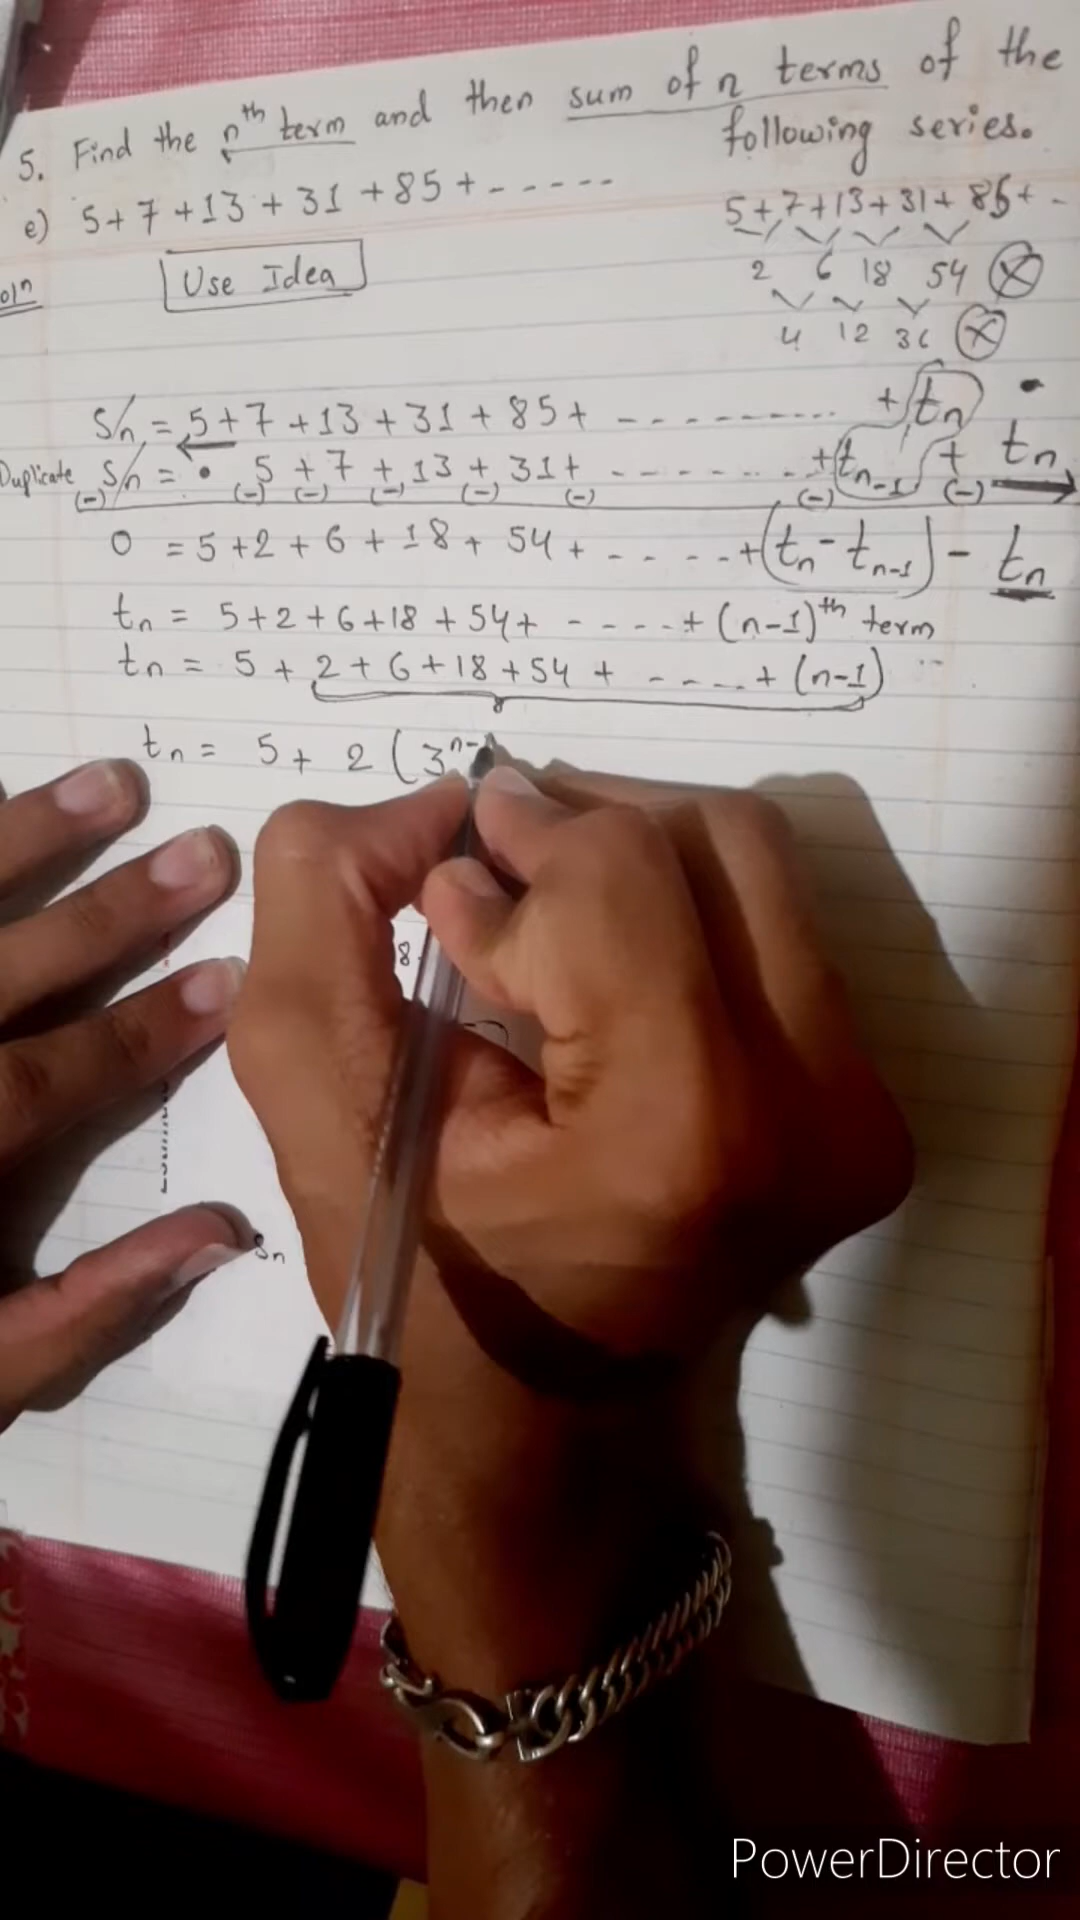 5. Find the nth term and then sum of n terms of the following series.
e) 5+7+13+31+85+-----
5+7+13+31+85+-
2 6 18 54 ×
4 12 36 ×
Use Idea
oln
Sn = 5+7+13+31+85+ --------- +tn
Duplicate Sn = • 5+7+13+31+ ------- +tn-1 + tn
(-) (-) (-) (-) (-) (-) (-) (-)
0 = 5+2+6+18+54+ ----- +(tn-tn-1) - tn
tn = 5+2+6+18+54+ ----- + (n-1)th term
tn = 5+2+6+18+54+ ----- + (n-1) "
tn = 5+ 2(3^n-
8
Sn
PowerDirector